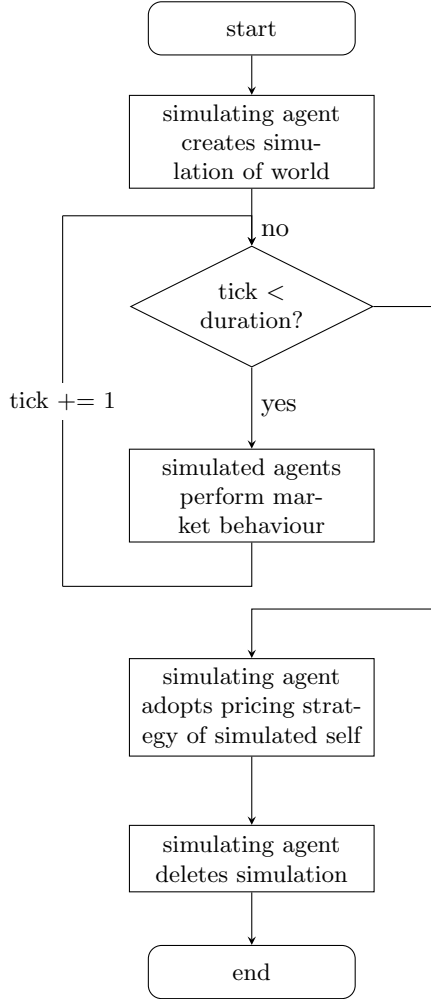 start
simulating agent
creates simu-
lation of world
no
tick <
duration?
tick += 1
yes
simulated agents
perform mar-
ket behaviour
simulating agent
adopts pricing strat-
egy of simulated self
simulating agent
deletes simulation
end